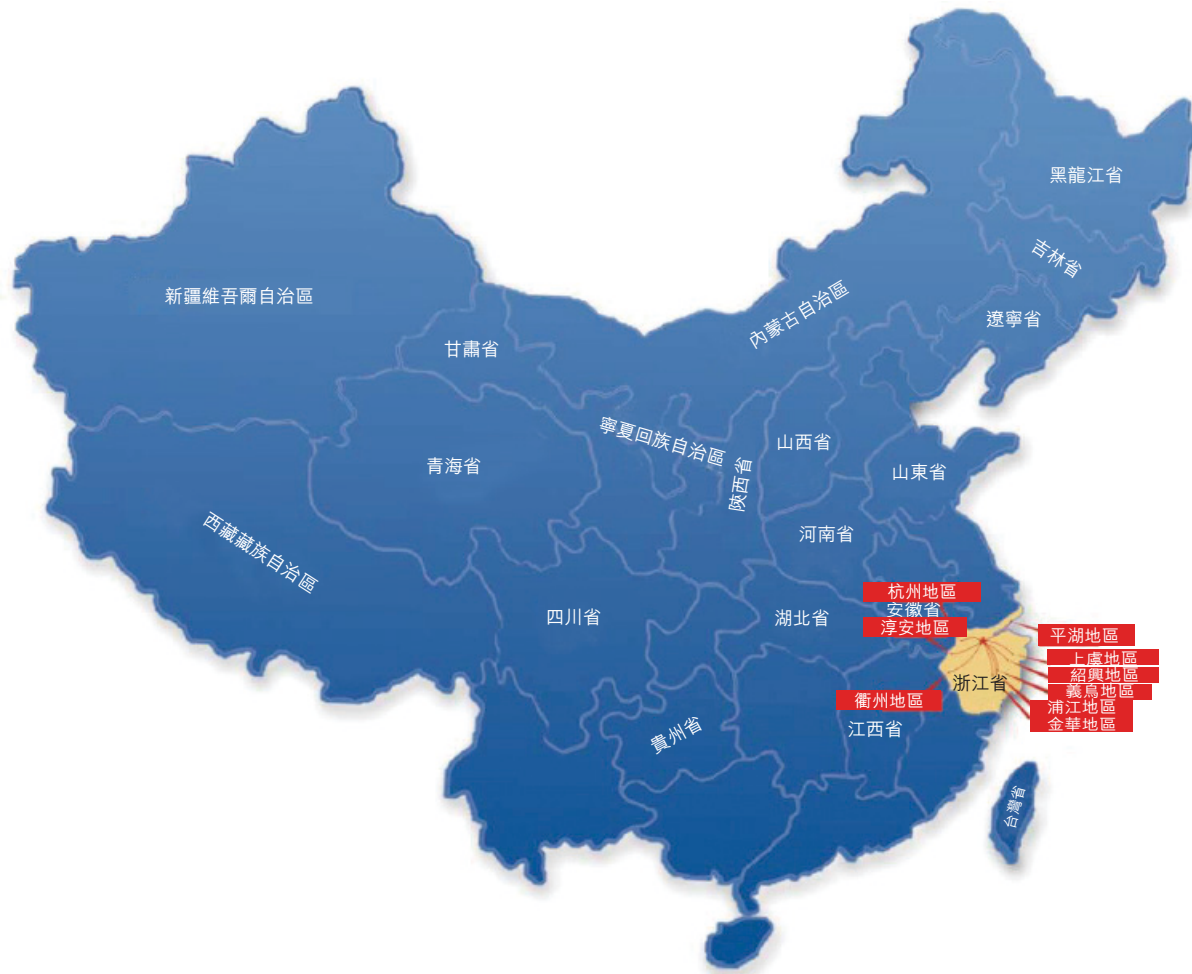 黑龍江省
吉林省
新疆維吾爾自治區
內蒙古自治區
遼寧省
甘肅省
寧夏回族自治區
山西省
青海省
陝西省
山東省
西藏藏族自治區
河南省
杭州地區
四川省
湖北省
安徽省
淳安地區
平湖地區
上虞地區
紹興地區
浙江省
義烏地區
衢州地區
浦江地區
金華地區
貴州省
江西省
台灣省